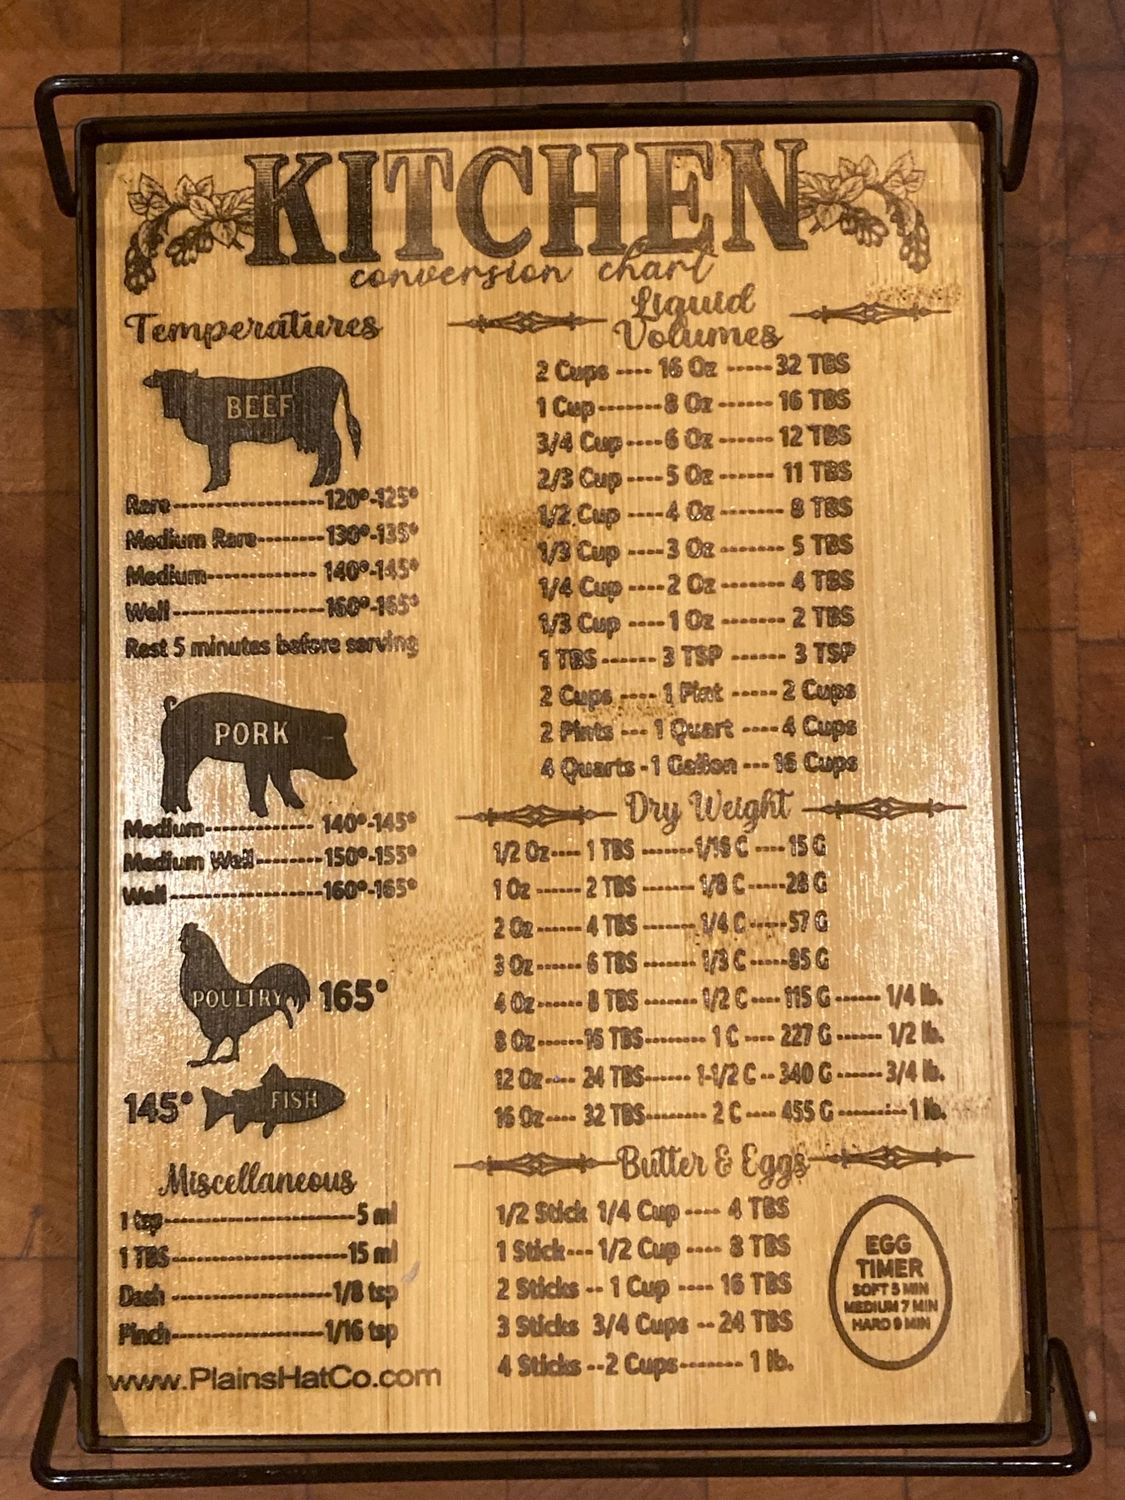 KITCHEN
conversion chart
Temperatures
BEEF
Rare----------------------120°-125°
Medium Rare---------130°-135°
Medium--------------- 140°-145°
Well----------------------160°-165°
Rest 5 minutes before serving
PORK
Medium-------------- 140°-145°
Medium Well---------150°-155°
Well---------------------160°-165°
POULTRY 165°
145° FISH
Miscellaneous
1 tsp---------------------------5 ml
1 TBS-------------------------15 ml
Dash -----------------------1/8 tsp
Pinch----------------------1/16 tsp
www.PlainsHatCo.com
Liquid
Volumes
2 Cups ---- 16 Oz -----32 TBS
1 Cup-------8 Oz ------ 16 TBS
3/4 Cup ----6 Oz ------ 12 TBS
2/3 Cup ----5 Oz ------ 11 TBS
1/2 Cup ----4 Oz ------- 8 TBS
1/3 Cup ----3 Oz ------- 5 TBS
1/4 Cup ----2 Oz ------- 4 TBS
1/3 Cup ----1 Oz ------- 2 TBS
1 TBS ------ 3 TSP ------ 3 TSP
2 Cups ---- 1 Pint ----- 2 Cups
2 Pints --- 1 Quart ---- 4 Cups
4 Quarts -1 Gallon --- 16 Cups
Dry Weight
1/2 Oz---- 1 TBS -------1/16 C ----15 G
1 Oz ------ 2 TBS ------- 1/8 C -----28 G
2 Oz------ 4 TBS ------- 1/4 C-----57 G
3 Oz------ 6 TBS ------- 1/3 C -----85 G
4 Oz------ 8 TBS ------- 1/2 C---- 115 G ------ 1/4 lb.
8 Oz------16 TBS--------- 1 C ---- 227 G ------ 1/2 lb.
12 Oz---- 24 TBS------ 1-1/2 C -- 340 G ------3/4 lb.
16 Oz---- 32 TBS-------- 2 C ---- 455 G ---------1 lb.
Butter & Eggs
1/2 Stick 1/4 Cup ---- 4 TBS
1 Stick--- 1/2 Cup ---- 8 TBS
2 Sticks -- 1 Cup ---- 16 TBS
3 Sticks 3/4 Cups --24 TBS
4 Sticks --2 Cups------- 1 lb.
EGG
TIMER
SOFT 5 MIN
MEDIUM 7 MIN
HARD 9 MIN